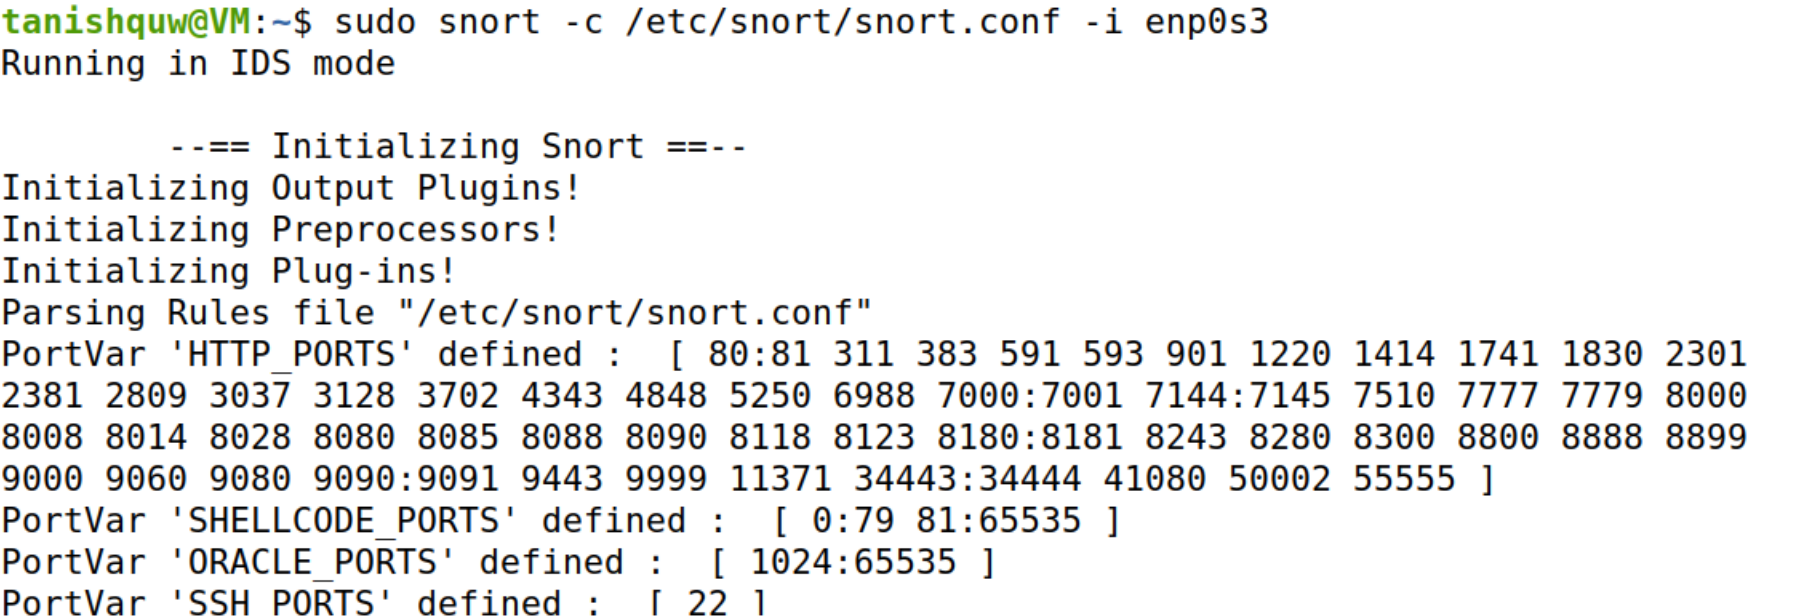 tanishquw@VM:~$ sudo snort -c /etc/snort/snort.conf -i enp0s3
Running in IDS mode
--== Initializing Snort ==--
Initializing Output Plugins!
Initializing Preprocessors!
Initializing Plug-ins!
Parsing Rules file "/etc/snort/snort.conf"
PortVar 'HTTP_PORTS' defined :  [ 80:81 311 383 591 593 901 1220 1414 1741 1830 2301
2381 2809 3037 3128 3702 4343 4848 5250 6988 7000:7001 7144:7145 7510 7777 7779 8000
8008 8014 8028 8080 8085 8088 8090 8118 8123 8180:8181 8243 8280 8300 8800 8888 8899
9000 9060 9080 9090:9091 9443 9999 11371 34443:34444 41080 50002 55555 ]
PortVar 'SHELLCODE_PORTS' defined :  [ 0:79 81:65535 ]
PortVar 'ORACLE_PORTS' defined :  [ 1024:65535 ]
PortVar 'SSH PORTS' defined :  [ 22 ]